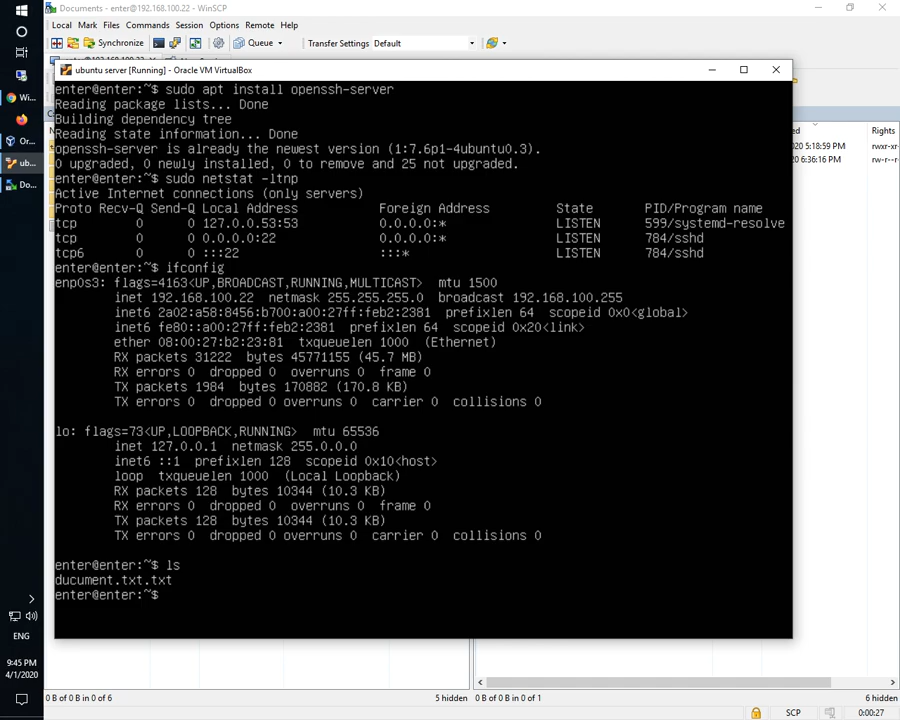 Documents - enter@192.168.100.22 - WinSCP
Local Mark Files Commands Session Options Remote Help
Synchronize
Queue
Transfer Settings Default
ubuntu server [Running] - Oracle VM VirtualBox
enter@enter:~$ sudo apt install openssh-server
Reading package lists... Done
Building dependency tree
Reading state information... Done
openssh-server is already the newest version (1:7.6p1-4ubuntu0.3).
0 upgraded, 0 newly installed, 0 to remove and 25 not upgraded.
enter@enter:~$ sudo netstat -ltnp
Active Internet connections (only servers)
Proto Recv-Q Send-Q Local Address Foreign Address State PID/Program name
tcp 0 0 127.0.0.53:53 0.0.0.0:* LISTEN 599/systemd-resolve
tcp 0 0 0.0.0.0:22 0.0.0.0:* LISTEN 784/sshd
tcp6 0 0 :::22 :::* LISTEN 784/sshd
enter@enter:~$ ifconfig
enp0s3: flags=4163<UP,BROADCAST,RUNNING,MULTICAST> mtu 1500
inet 192.168.100.22 netmask 255.255.255.0 broadcast 192.168.100.255
inet6 2a02:a58:8456:b700:a00:27ff:feb2:2381 prefixlen 64 scopeid 0x0<global>
inet6 fe80::a00:27ff:feb2:2381 prefixlen 64 scopeid 0x20<link>
ether 08:00:27:b2:23:81 txqueuelen 1000 (Ethernet)
RX packets 31222 bytes 45771155 (45.7 MB)
RX errors 0 dropped 0 overruns 0 frame 0
TX packets 1984 bytes 170882 (170.8 KB)
TX errors 0 dropped 0 overruns 0 carrier 0 collisions 0
lo: flags=73<UP,LOOPBACK,RUNNING> mtu 65536
inet 127.0.0.1 netmask 255.0.0.0
inet6 ::1 prefixlen 128 scopeid 0x10<host>
loop txqueuelen 1000 (Local Loopback)
RX packets 128 bytes 10344 (10.3 KB)
RX errors 0 dropped 0 overruns 0 frame 0
TX packets 128 bytes 10344 (10.3 KB)
TX errors 0 dropped 0 overruns 0 carrier 0 collisions 0
enter@enter:~$ ls
ducument.txt.txt
enter@enter:~$
ed Rights
20 5:18:59 PM rwxr-xr-
20 6:36:16 PM rw-r--r--
Wi...
Or...
ub...
Do...
ENG
9:45 PM
4/1/2020
0 B of 0 B in 0 of 6 5 hidden
0 B of 0 B in 0 of 1 6 hidden
SCP 0:00:27